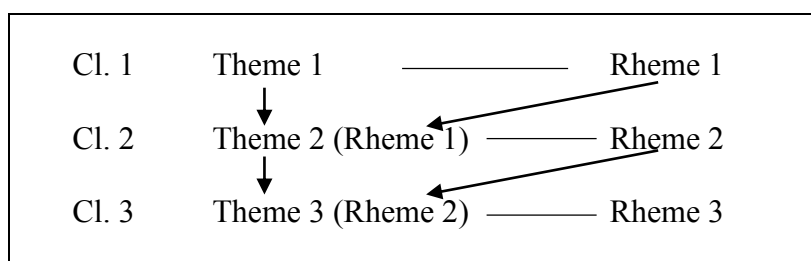 Cl. 1 Theme 1 Rheme 1
Cl. 2 Theme 2 (Rheme 1) Rheme 2
Cl. 3 Theme 3 (Rheme 2) Rheme 3